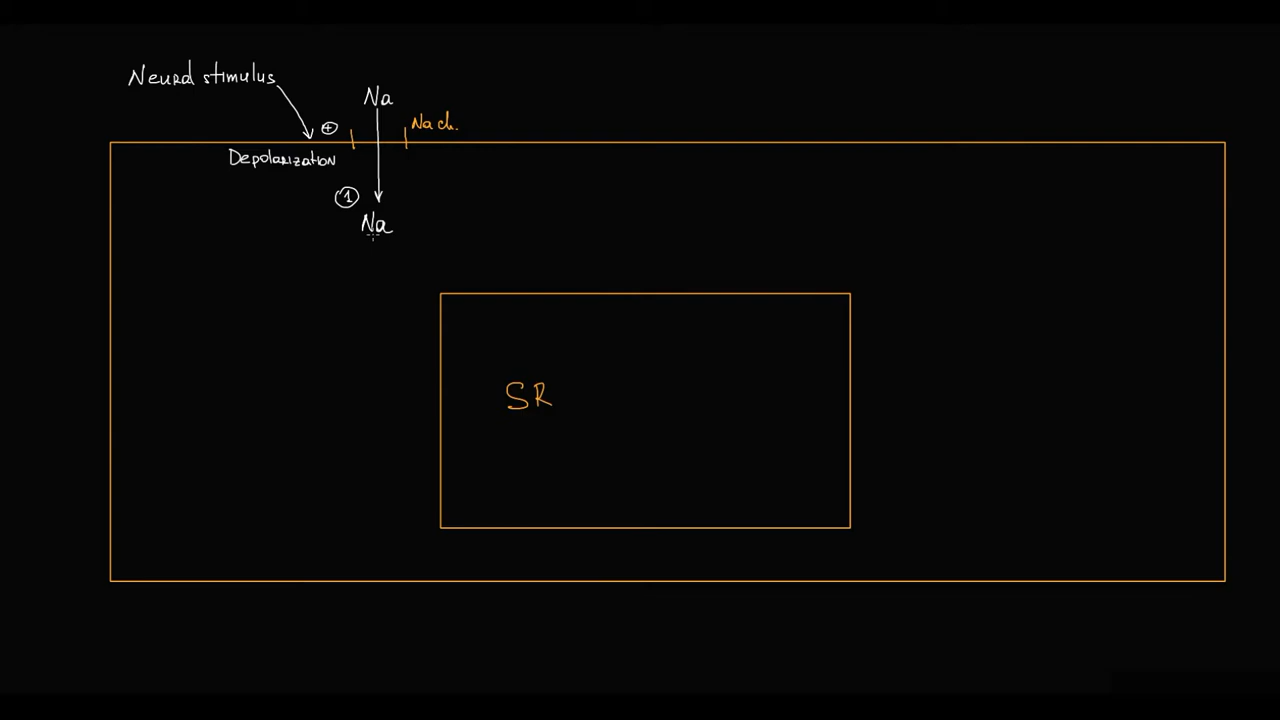 Neural stimulus
Na
⊕
Na ch.
Depolarization
①
Na
SR